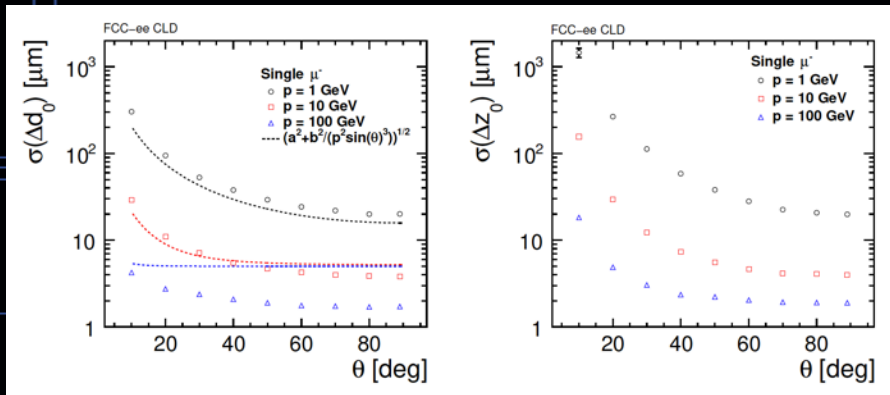 FCC-ee CLD
σ(Δd₀) [μm]
10³
10²
10
1
Single μ⁻
p = 1 GeV
p = 10 GeV
p = 100 GeV
(a²+b²/(p²sin(θ)³))^1/2
20 40 60 80
θ [deg]
FCC-ee CLD
σ(Δz₀) [μm]
10³
10²
10
1
Single μ⁻
p = 1 GeV
p = 10 GeV
p = 100 GeV
20 40 60 80
θ [deg]